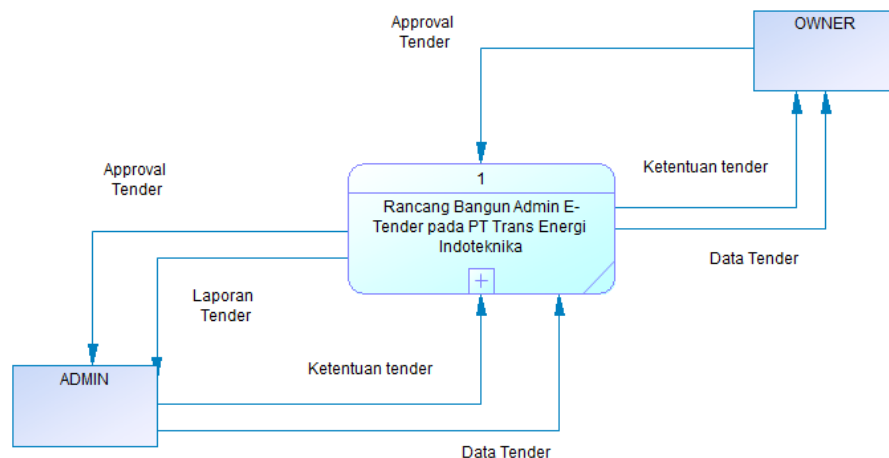 Approval
Tender
OWNER
Approval
Tender
1
Rancang Bangun Admin E-
Tender pada PT Trans Energi
Indoteknika
Ketentuan tender
Data Tender
Laporan
Tender
ADMIN
Ketentuan tender
Data Tender